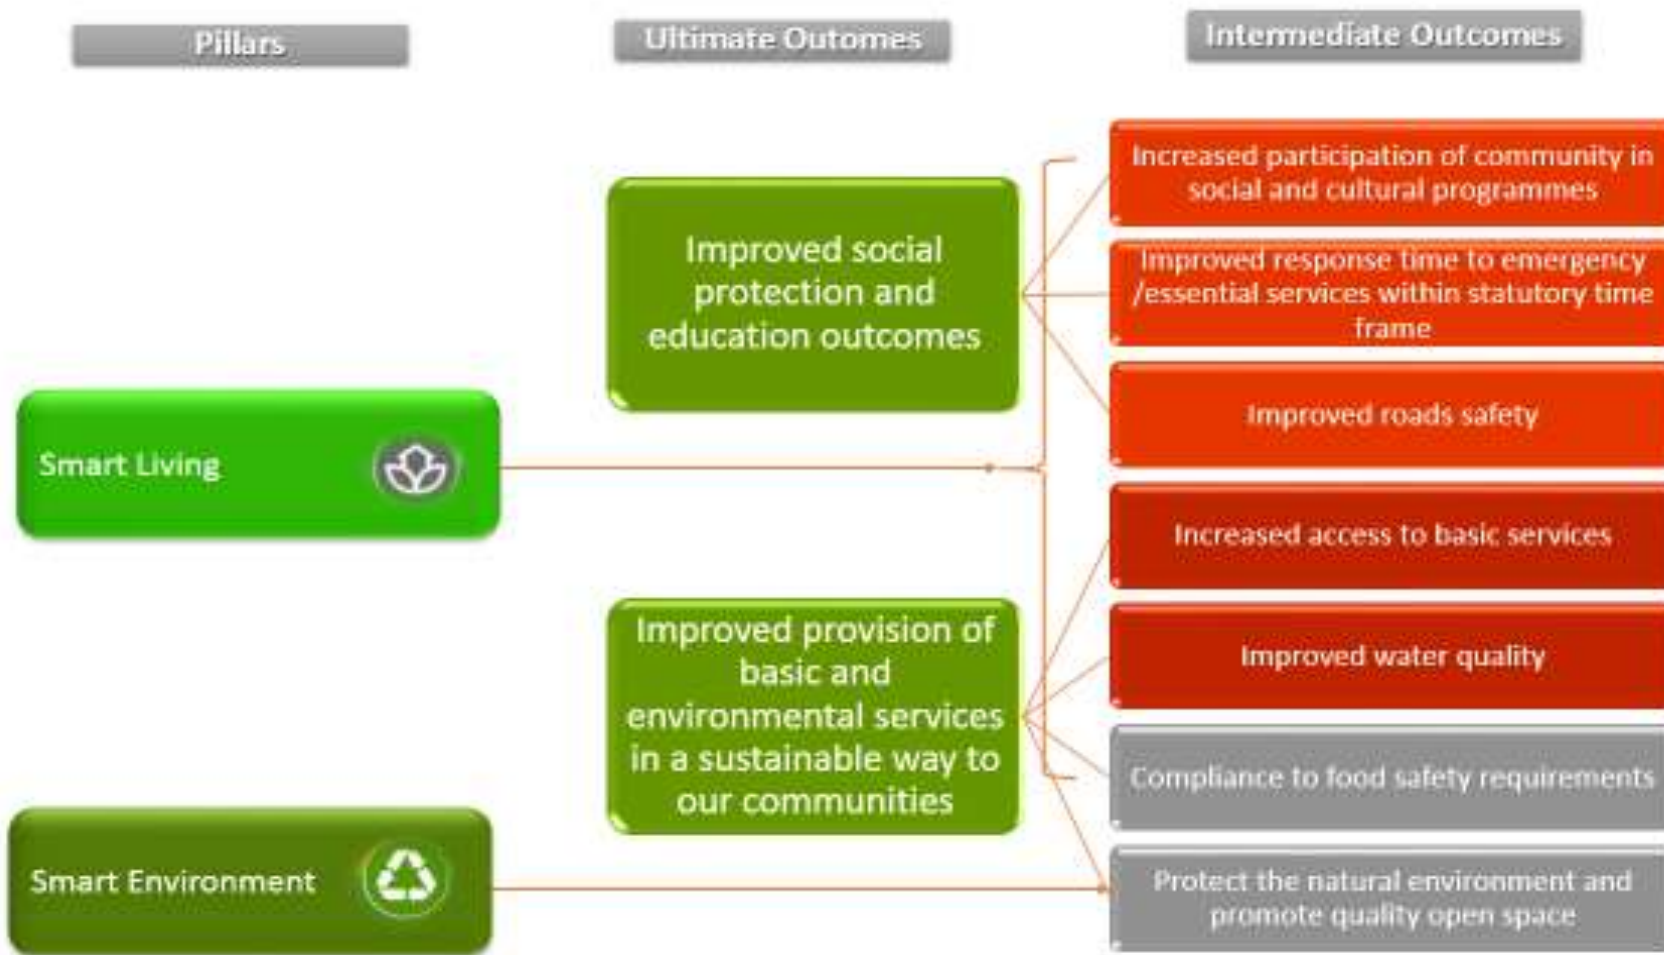 Pillars
Ultimate Outomes
Intermediate Outcomes
Increased participation of community in
social and cultural programmes
Improved response time to emergency
/essential services within statutory time
frame
Improved roads safety
Increased access to basic services
Improved water quality
Compliance to food safety requirements
Protect the natural environment and
promote quality open space
Improved social
protection and
education outcomes
Improved provision of
basic and
environmental services
in a sustainable way to
our communities
Smart Living
Smart Environment